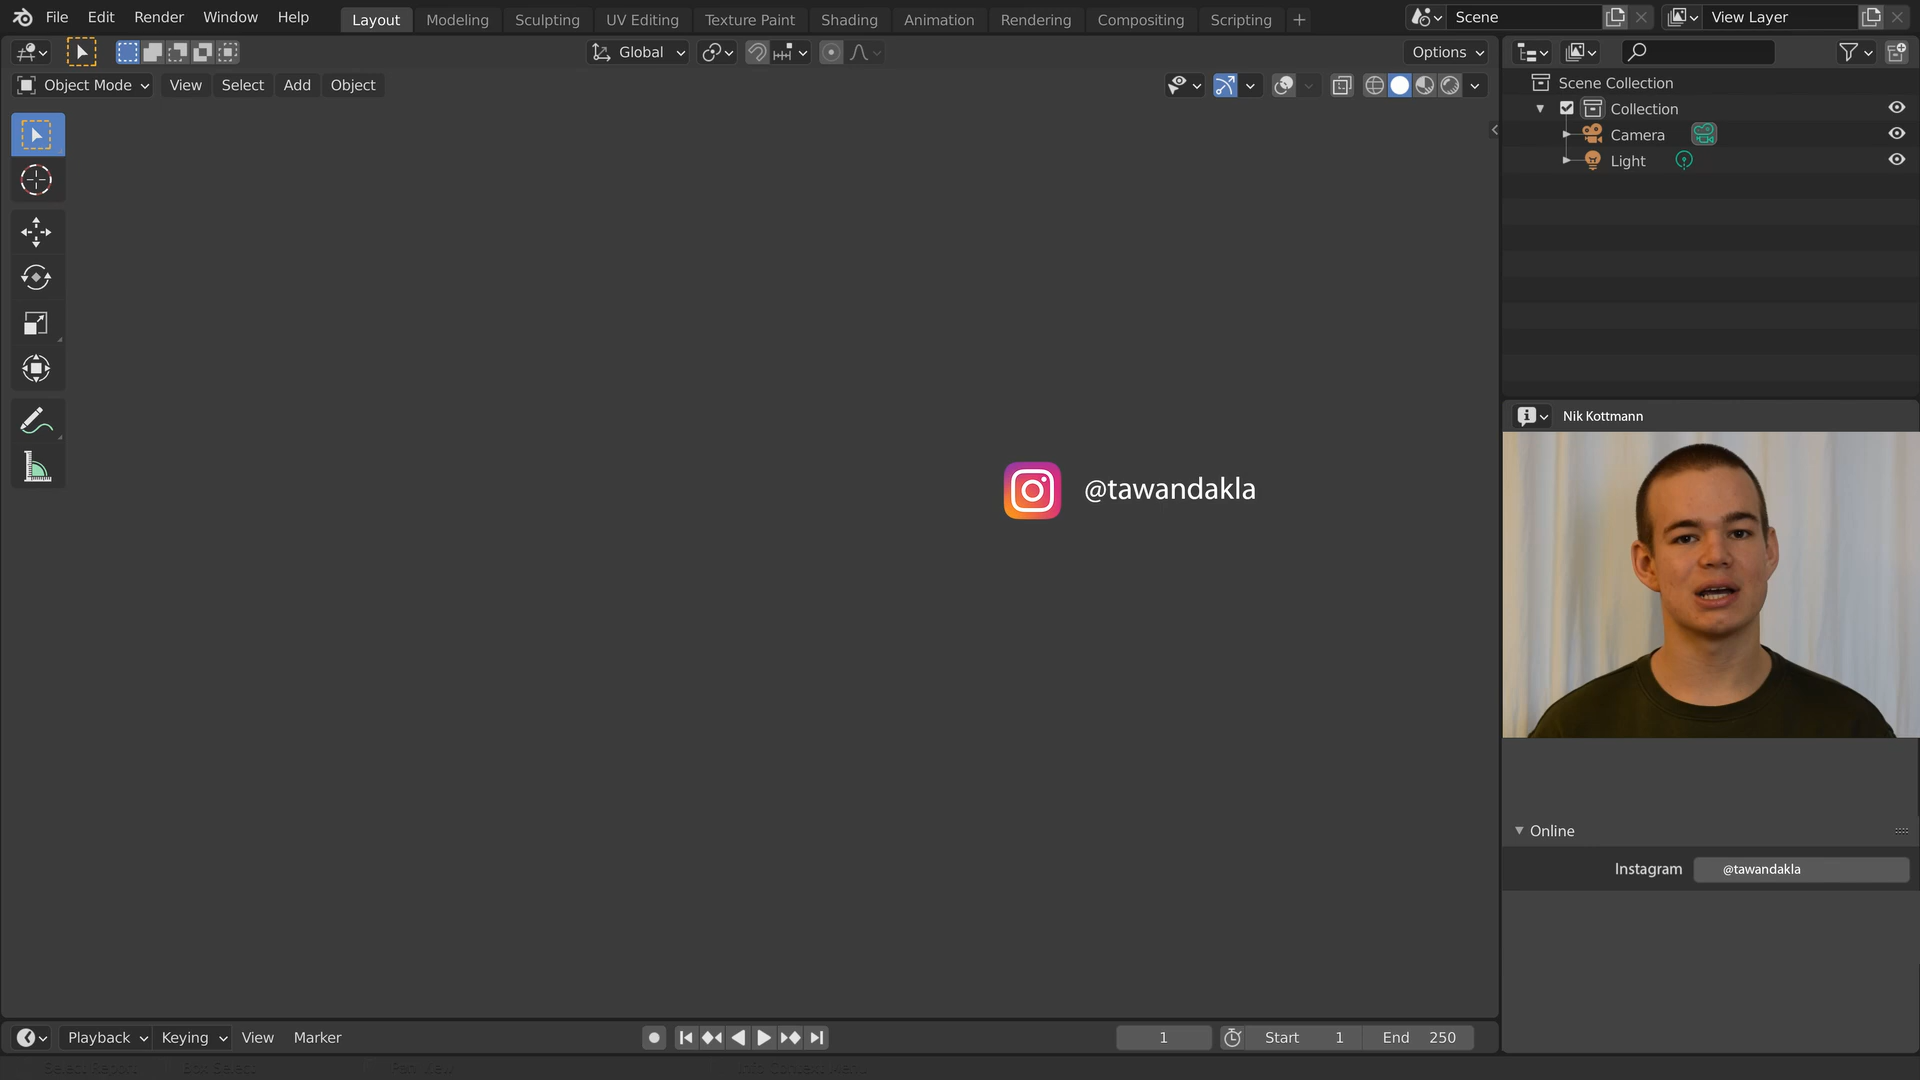 File Edit Render Window Help Layout Modeling Sculpting UV Editing Texture Paint Shading Animation Rendering Compositing Scripting + Scene View Layer
Global Options
Object Mode View Select Add Object
Scene Collection
Collection
Camera
Light
Nik Kottmann
@tawandakla
Online
Instagram @tawandakla
Playback Keying View Marker 1 Start 1 End 250